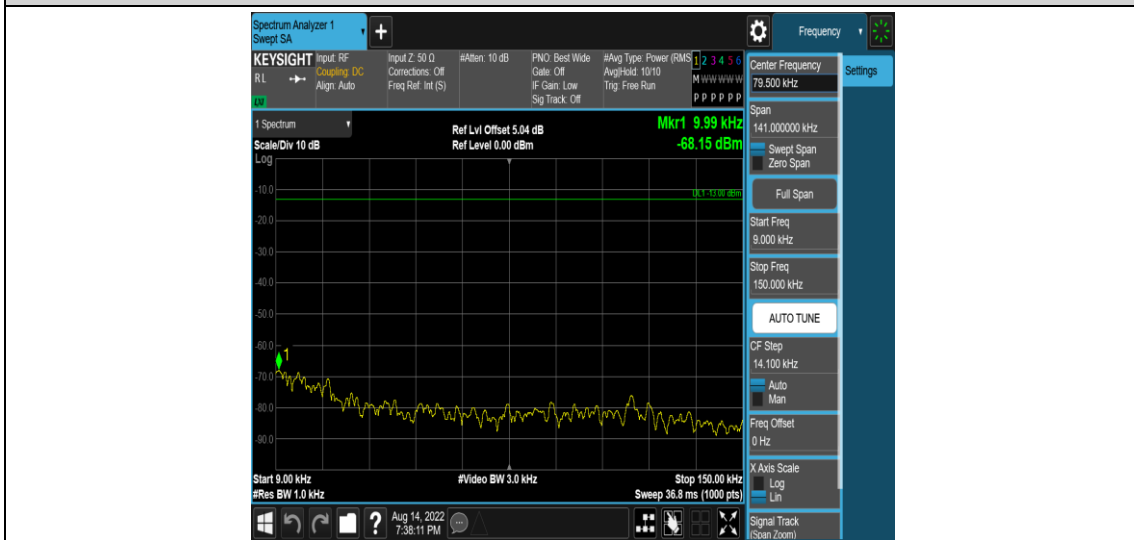 Spectrum Analyzer 1
Swept SA
+
Frequency
KEYSIGHT
RL
LXI
Input: RF
Coupling: DC
Align: Auto
Input Z: 50 Ω
Corrections: Off
Freq Ref: Int (S)
#Atten: 10 dB
PNO: Best Wide
Gate: Off
IF Gain: Low
Sig Track: Off
#Avg Type: Power (RMS
Avg|Hold: 10/10
Trig: Free Run
1 2 3 4 5 6
M W W W W W
P P P P P P
1 Spectrum
Scale/Div 10 dB
Log
Ref Lvl Offset 5.04 dB
Ref Level 0.00 dBm
Mkr1 9.99 kHz
-68.15 dBm
DL1 -13.00 dBm
-10.0
-20.0
-30.0
-40.0
-50.0
-60.0
1
-70.0
-80.0
-90.0
Start 9.00 kHz
#Res BW 1.0 kHz
#Video BW 3.0 kHz
Stop 150.00 kHz
Sweep 36.8 ms (1000 pts)
Center Frequency
79.500 kHz
Settings
Span
141.000000 kHz
Swept Span
Zero Span
Full Span
Start Freq
9.000 kHz
Stop Freq
150.000 kHz
AUTO TUNE
CF Step
14.100 kHz
Auto
Man
Freq Offset
0 Hz
X Axis Scale
Log
Lin
Signal Track
(Span Zoom)
?
Aug 14, 2022
7:38:11 PM